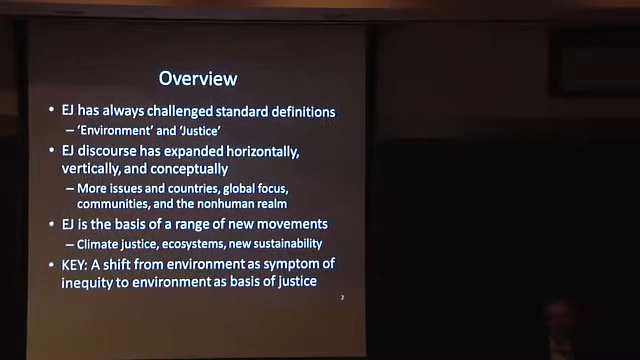 Overview
• EJ has always challenged standard definitions
– 'Environment' and 'Justice'
• EJ discourse has expanded horizontally,
vertically, and conceptually
– More issues and countries, global focus,
communities, and the nonhuman realm
• EJ is the basis of a range of new movements
– Climate justice, ecosystems, new sustainability
• KEY: A shift from environment as symptom of
inequity to environment as basis of justice
2